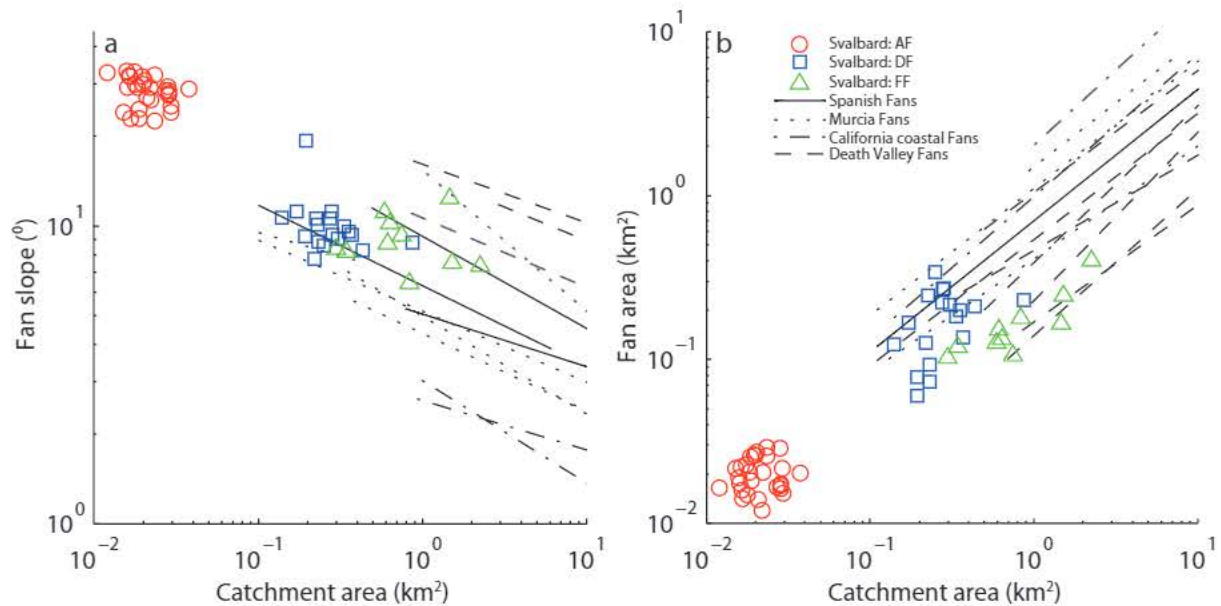 a
Fan slope (⁰)
10²
10¹
10⁰
10⁻²
10⁻¹
10⁰
10¹
Catchment area (km²)
b
Svalbard: AF
Svalbard: DF
Svalbard: FF
Spanish Fans
Murcia Fans
California coastal Fans
Death Valley Fans
Fan area (km²)
10¹
10⁰
10⁻¹
10⁻²
10⁻²
10⁻¹
10⁰
10¹
Catchment area (km²)